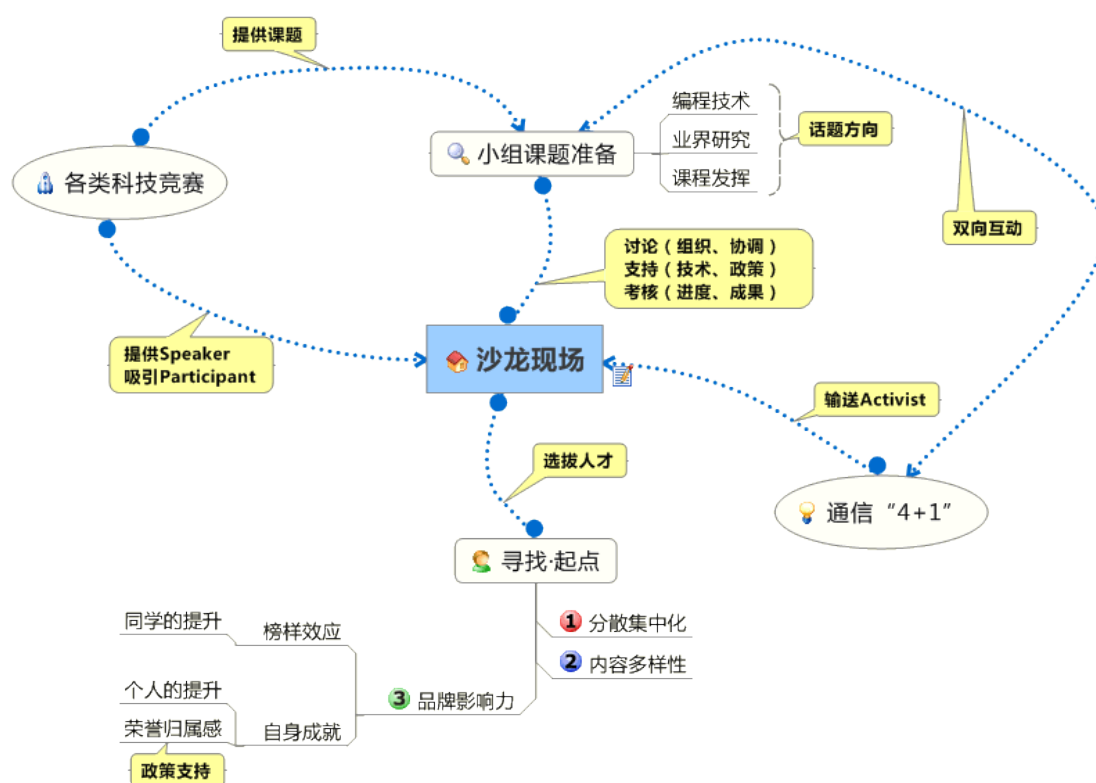 提供课题
编程技术
小组课题准备
业界研究
课程发挥
话题方向
各类科技竞赛
双向互动
讨论（组织、协调）
支持（技术、政策）
考核（进度、成果）
提供Speaker
吸引Participant
沙龙现场
输送Activist
选拔人才
通信“4+1”
寻找·起点
1 分散集中化
2 内容多样性
3 品牌影响力
榜样效应
同学的提升
自身成就
个人的提升
荣誉归属感
政策支持